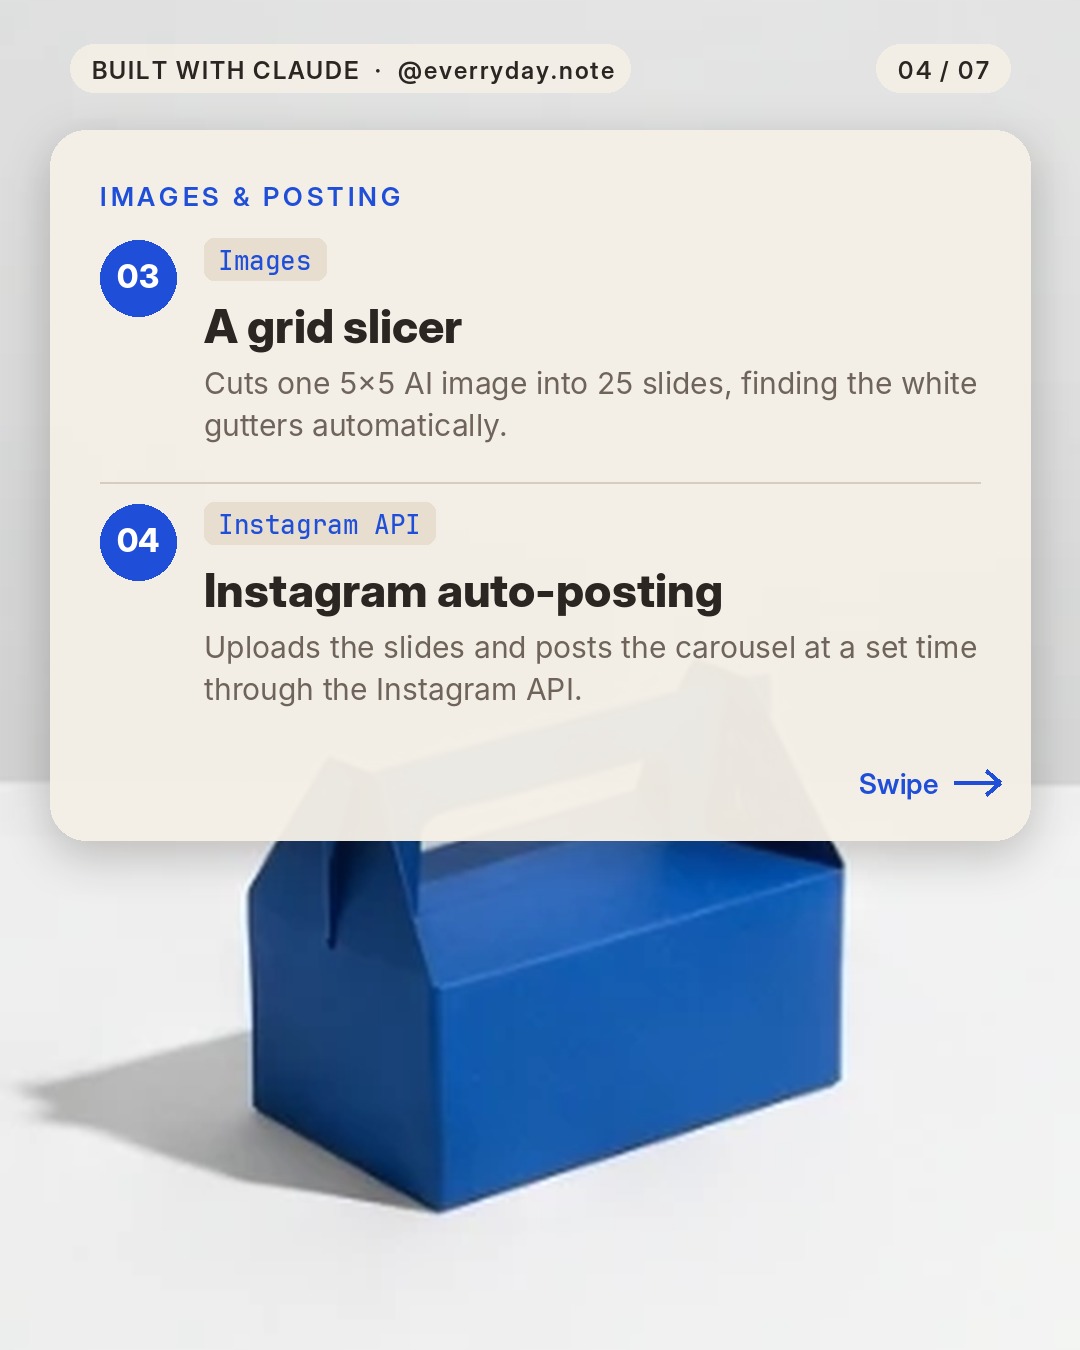 BUILT WITH CLAUDE · @everryday.note
04 / 07
IMAGES & POSTING
03
Images
A grid slicer
Cuts one 5×5 AI image into 25 slides, finding the white
gutters automatically.
04
Instagram API
Instagram auto-posting
Uploads the slides and posts the carousel at a set time
through the Instagram API.
Swipe →